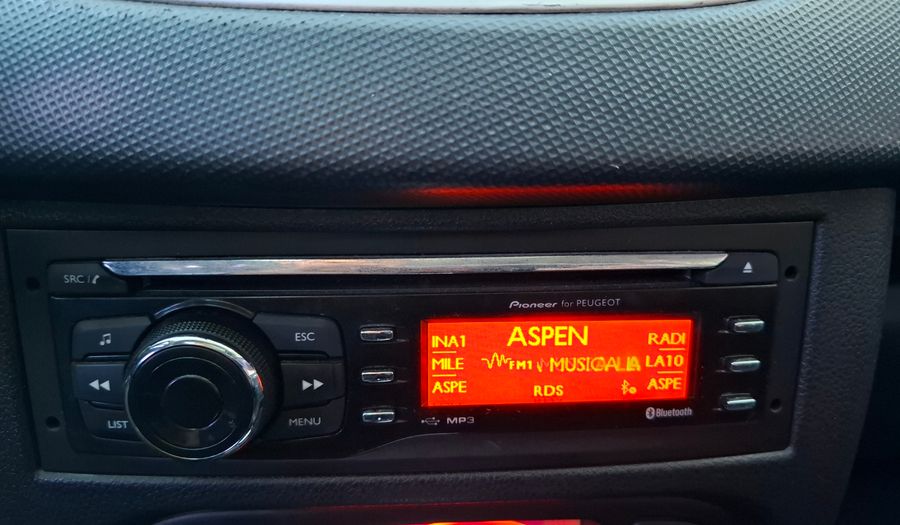 SRC /
Pioneer for PEUGEOT
ESC
LIST
MENU
INA1
ASPEN
RADI
MILE
FM1
MUSICALIA
LA10
ASPE
RDS
ASPE
MP3
Bluetooth